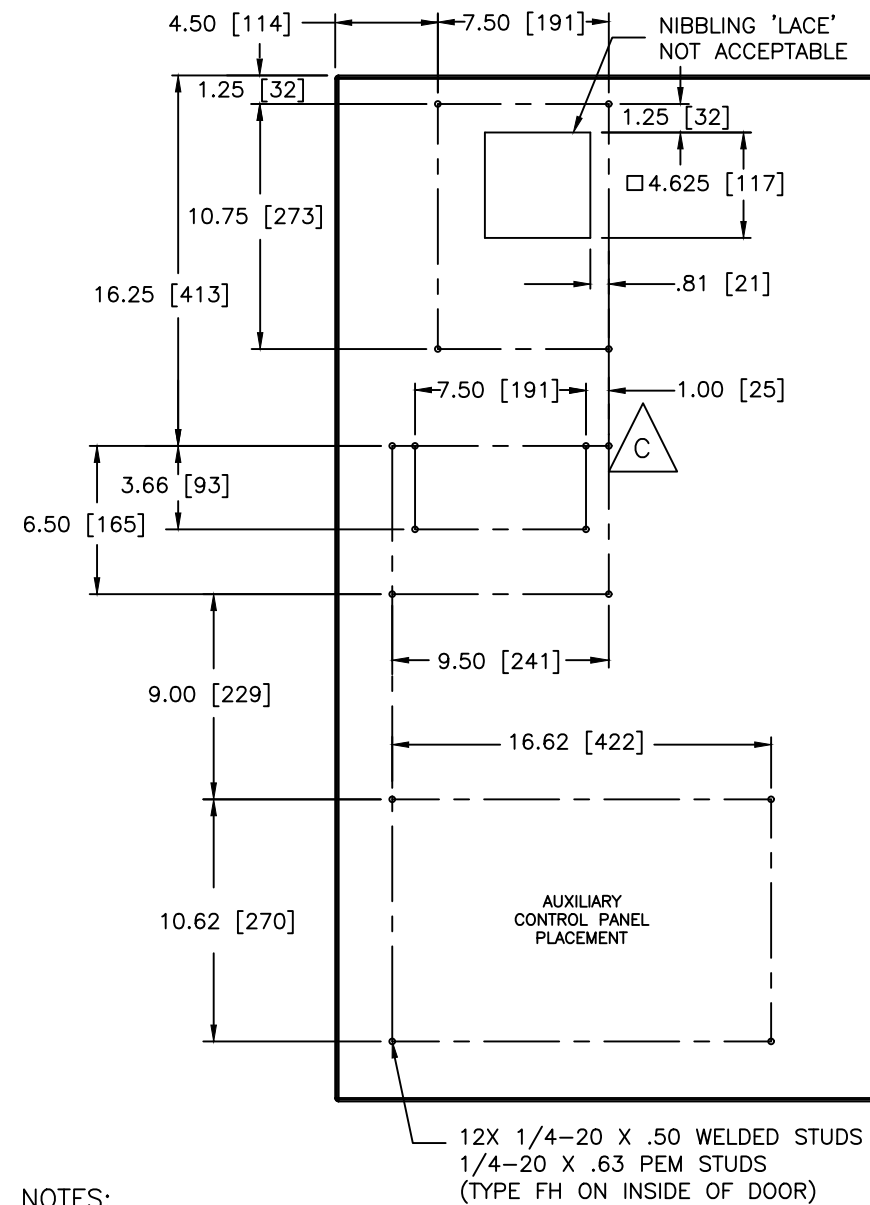 4.50 [114]
7.50 [191]
NIBBLING 'LACE'
NOT ACCEPTABLE
1.25 [32]
1.25 [32]
□4.625 [117]
10.75 [273]
.81 [21]
16.25 [413]
7.50 [191]
1.00 [25]
C
3.66 [93]
6.50 [165]
9.50 [241]
9.00 [229]
16.62 [422]
AUXILIARY
CONTROL PANEL
PLACEMENT
10.62 [270]
12X 1/4-20 X .50 WELDED STUDS
1/4-20 X .63 PEM STUDS
(TYPE FH ON INSIDE OF DOOR)
NOTES: